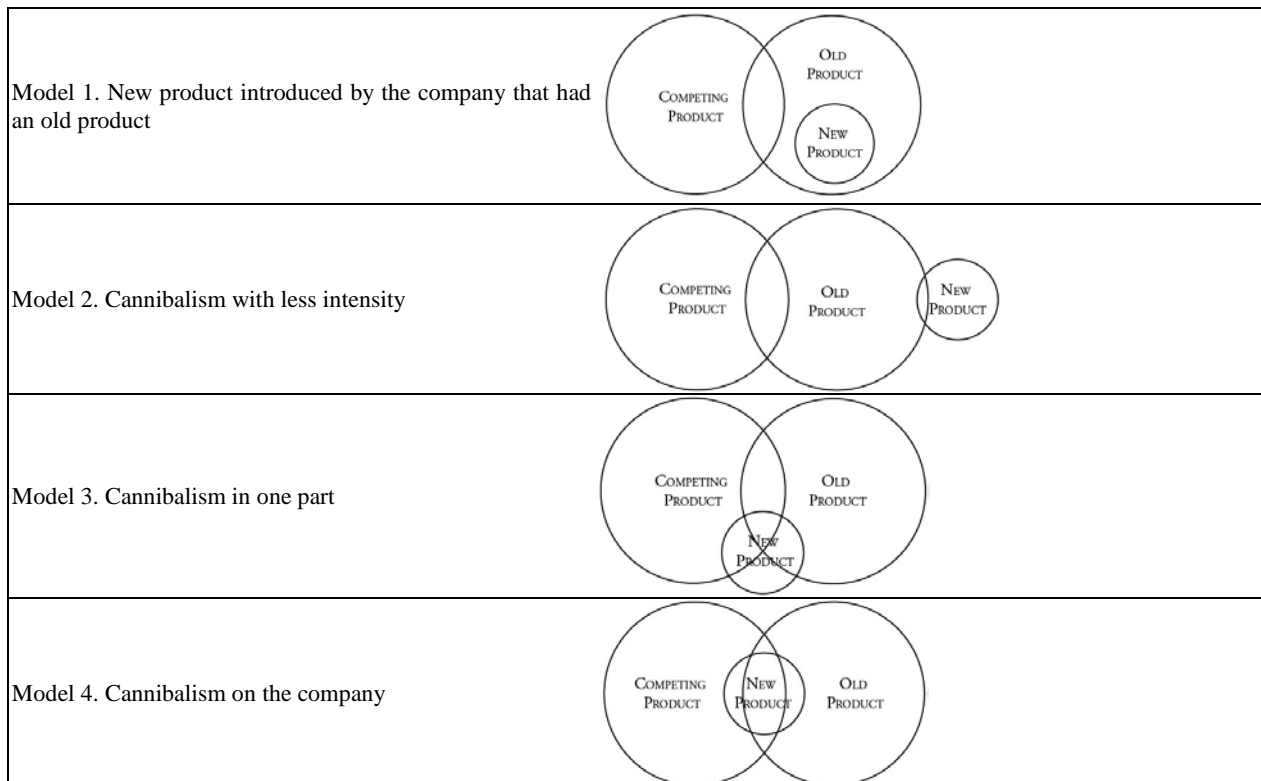 Model 1. New product introduced by the company that had
an old product
COMPETING
PRODUCT
OLD
PRODUCT
NEW
PRODUCT
Model 2. Cannibalism with less intensity
COMPETING
PRODUCT
OLD
PRODUCT
NEW
PRODUCT
Model 3. Cannibalism in one part
COMPETING
PRODUCT
OLD
PRODUCT
NEW
PRODUCT
Model 4. Cannibalism on the company
COMPETING
PRODUCT
NEW
PRODUCT
OLD
PRODUCT